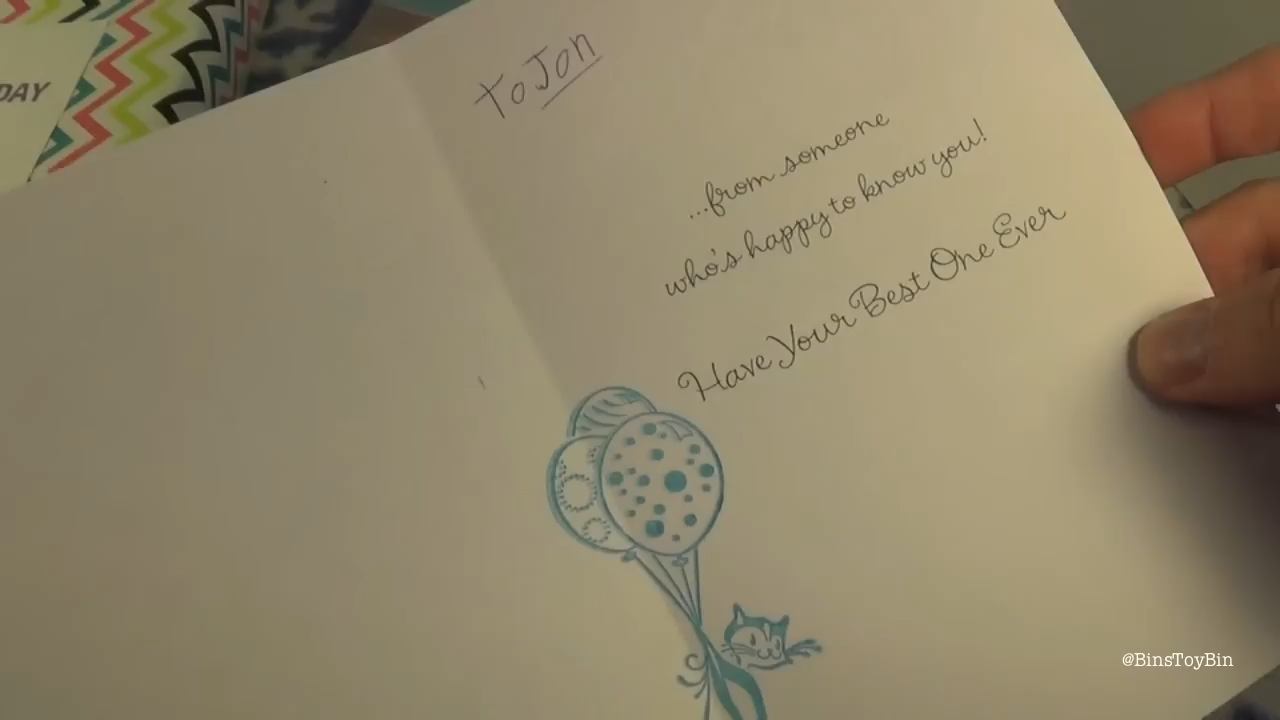 DAY
To Jon
...from someone
who's happy to know you!
Have Your Best One Ever
@BinsToyBin